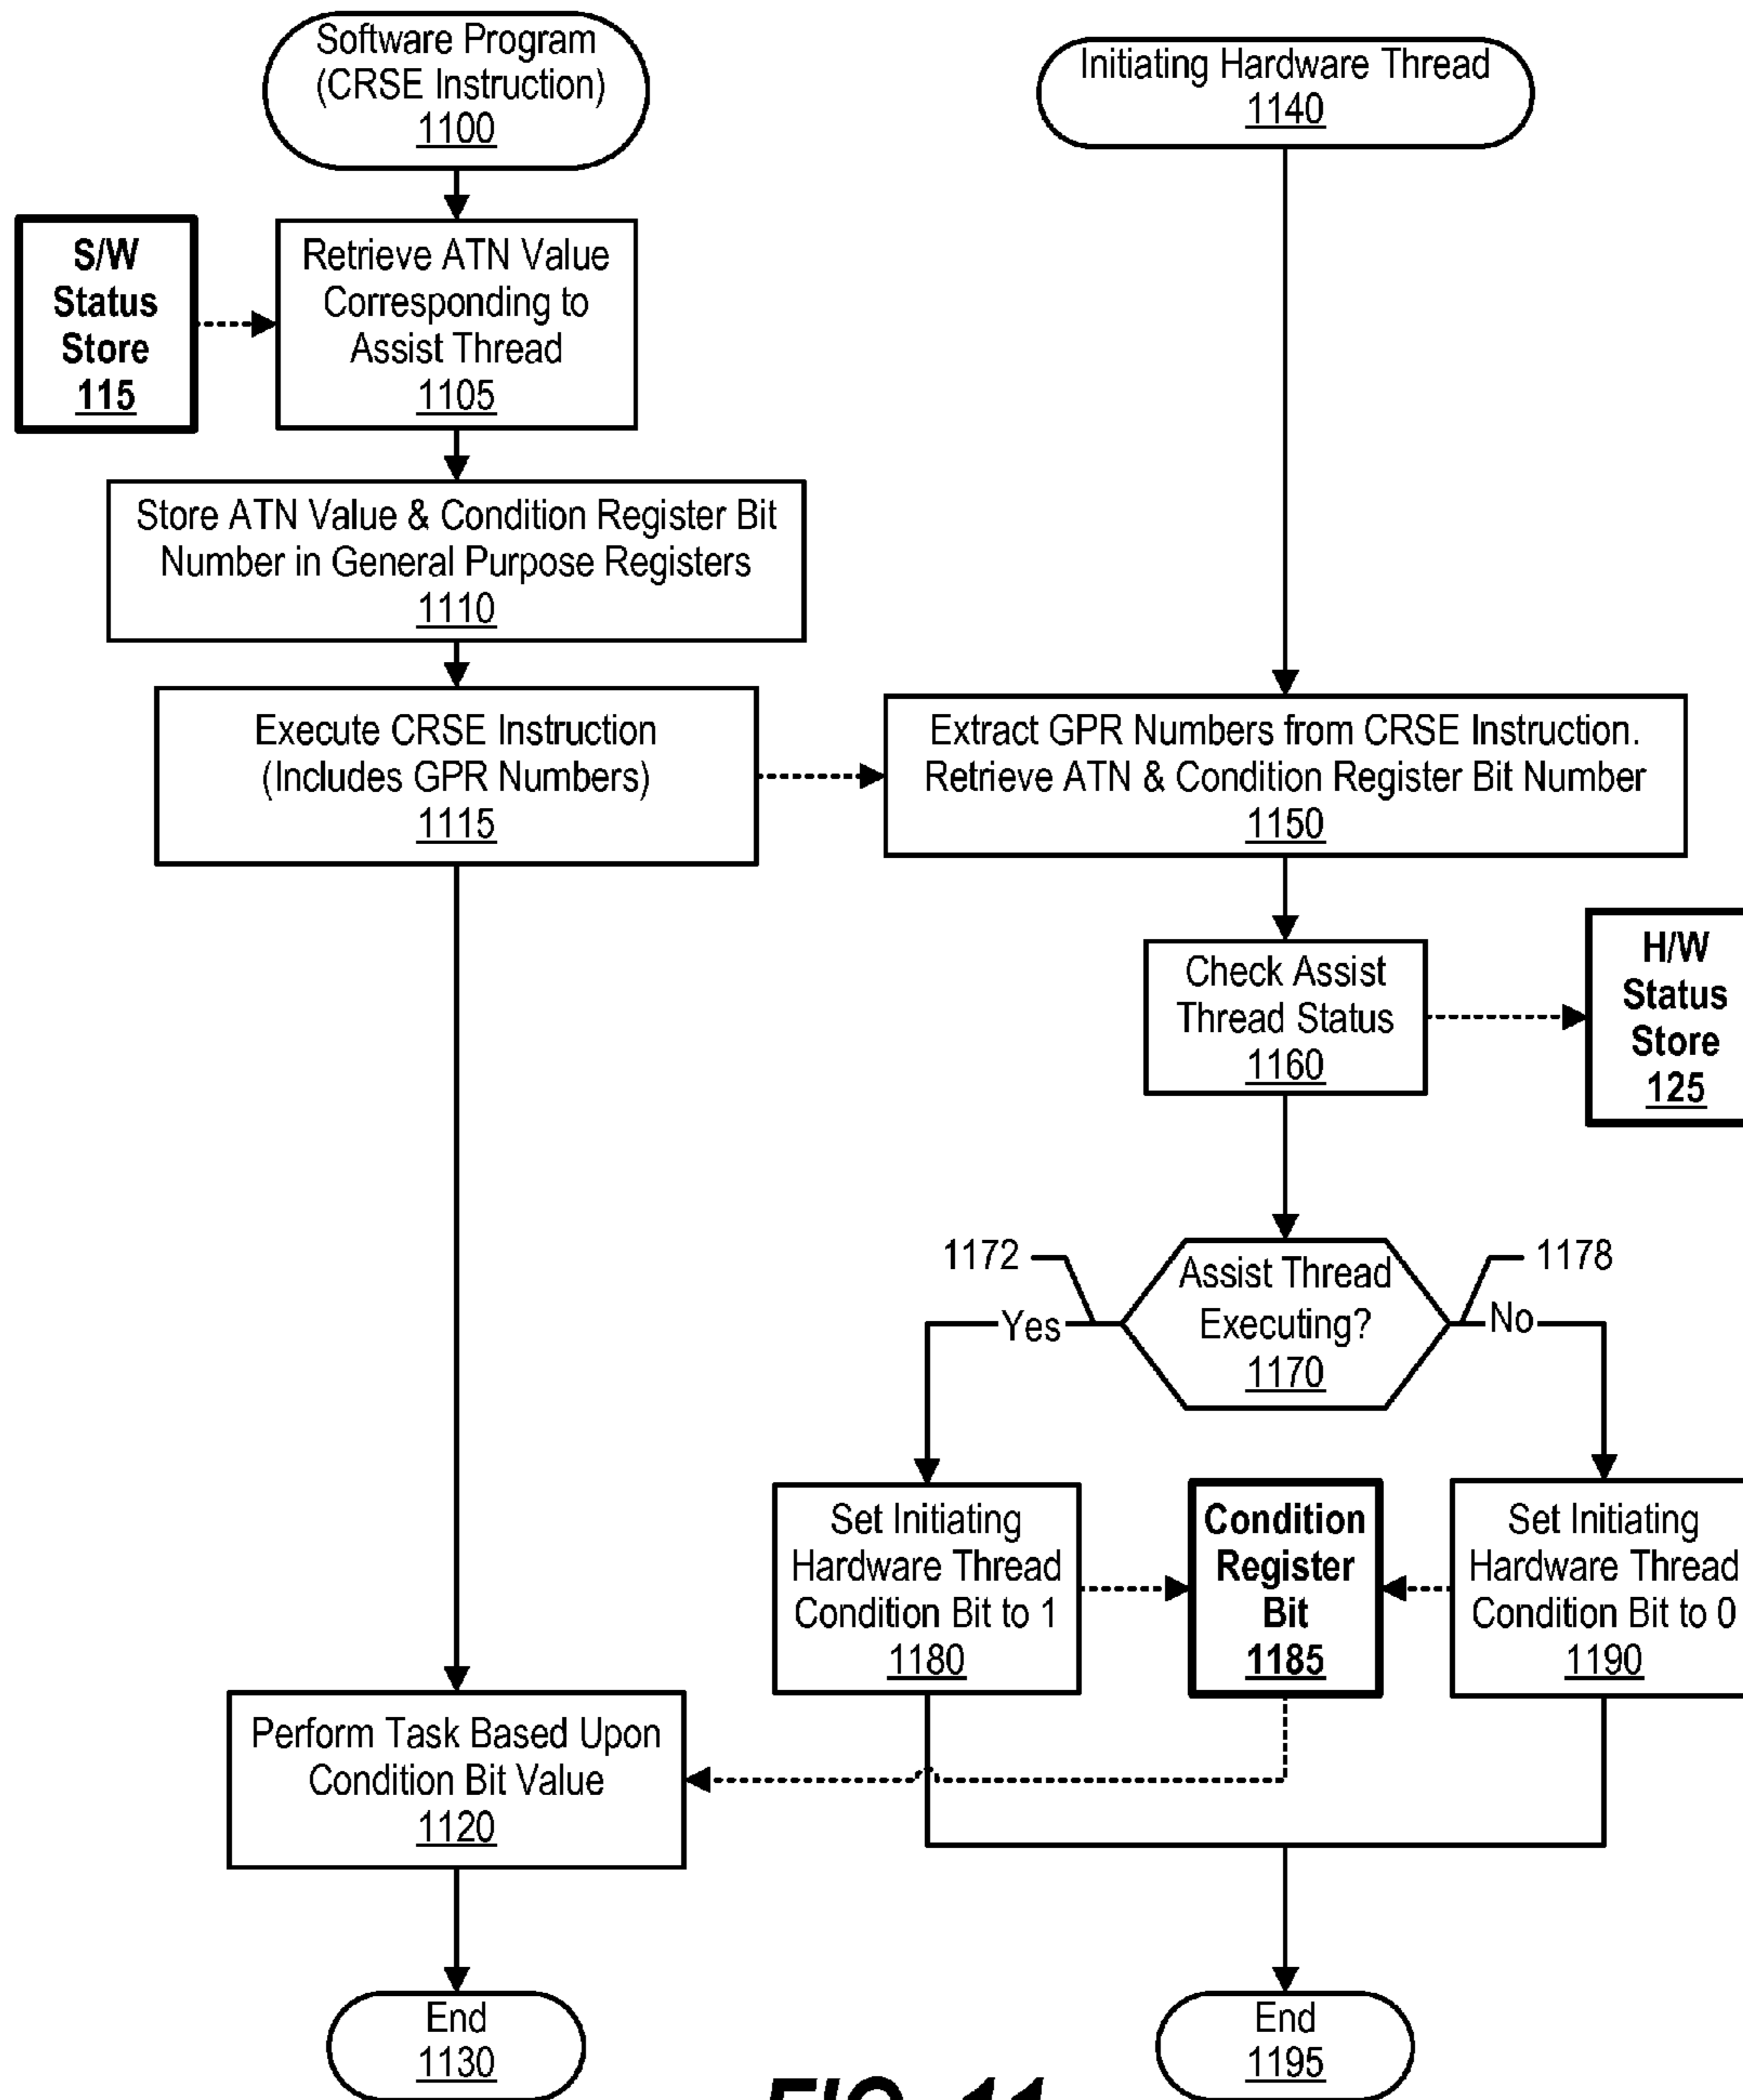 Software Program
(CRSE Instruction)
1100
Initiating Hardware Thread
1140
S/W
Status
Store
115
Retrieve ATN Value
Corresponding to
Assist Thread
1105
Store ATN Value & Condition Register Bit
Number in General Purpose Registers
1110
Execute CRSE Instruction
(Includes GPR Numbers)
1115
Extract GPR Numbers from CRSE Instruction.
Retrieve ATN & Condition Register Bit Number
1150
Check Assist
Thread Status
1160
H/W
Status
Store
125
1172
1178
Assist Thread
Executing?
1170
Yes
No
Set Initiating
Hardware Thread
Condition Bit to 1
1180
Condition
Register
Bit
1185
Set Initiating
Hardware Thread
Condition Bit to 0
1190
Perform Task Based Upon
Condition Bit Value
1120
End
1130
End
1195
FIG. 11